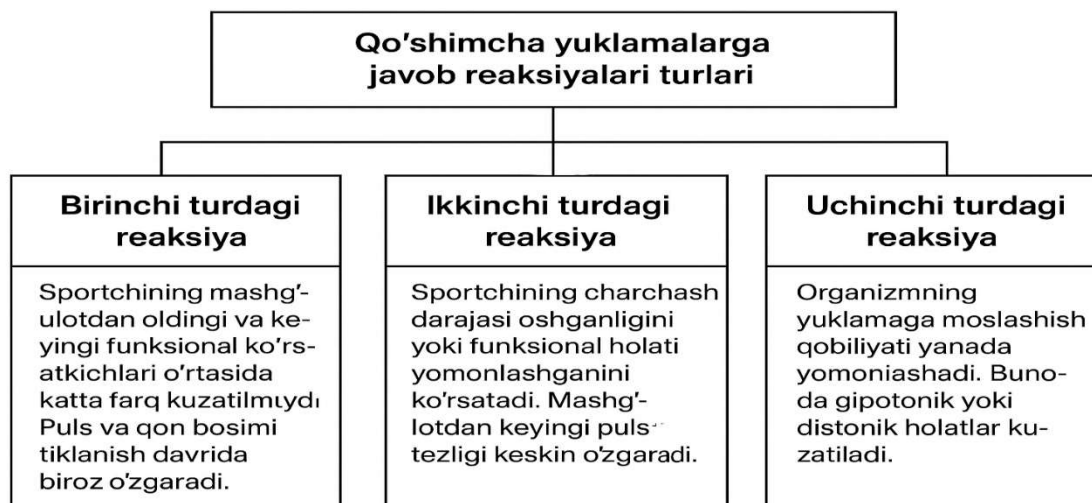 Qo'shimcha yuklamalarga
javob reaksiyalari turlari
Birinchi turdagi
reaksiya
Sportchining mashg'-
ulotdan oldingi va ke-
yingi funksional ko'rs-
atkichlari o'rtasida
katta farq kuzatilmıydı
Puls va qon bosimi
tiklanish davrida
biroz o'zgaradi.
Ikkinchi turdagi
reaksiya
Sportchining charchash
darajasi oshganligini
yoki funksional holati
yomonlashganini
ko'rsatadi. Mashg'-
lotdan keyingi puls
tezligi keskin o'zgaradi.
Uchinchi turdagi
reaksiya
Organizmning
yuklamaga moslashish
qobiliyati yanada
yomoniashadi. Buno-
da gipotonik yoki
distonik holatlar ku-
zatiladi.